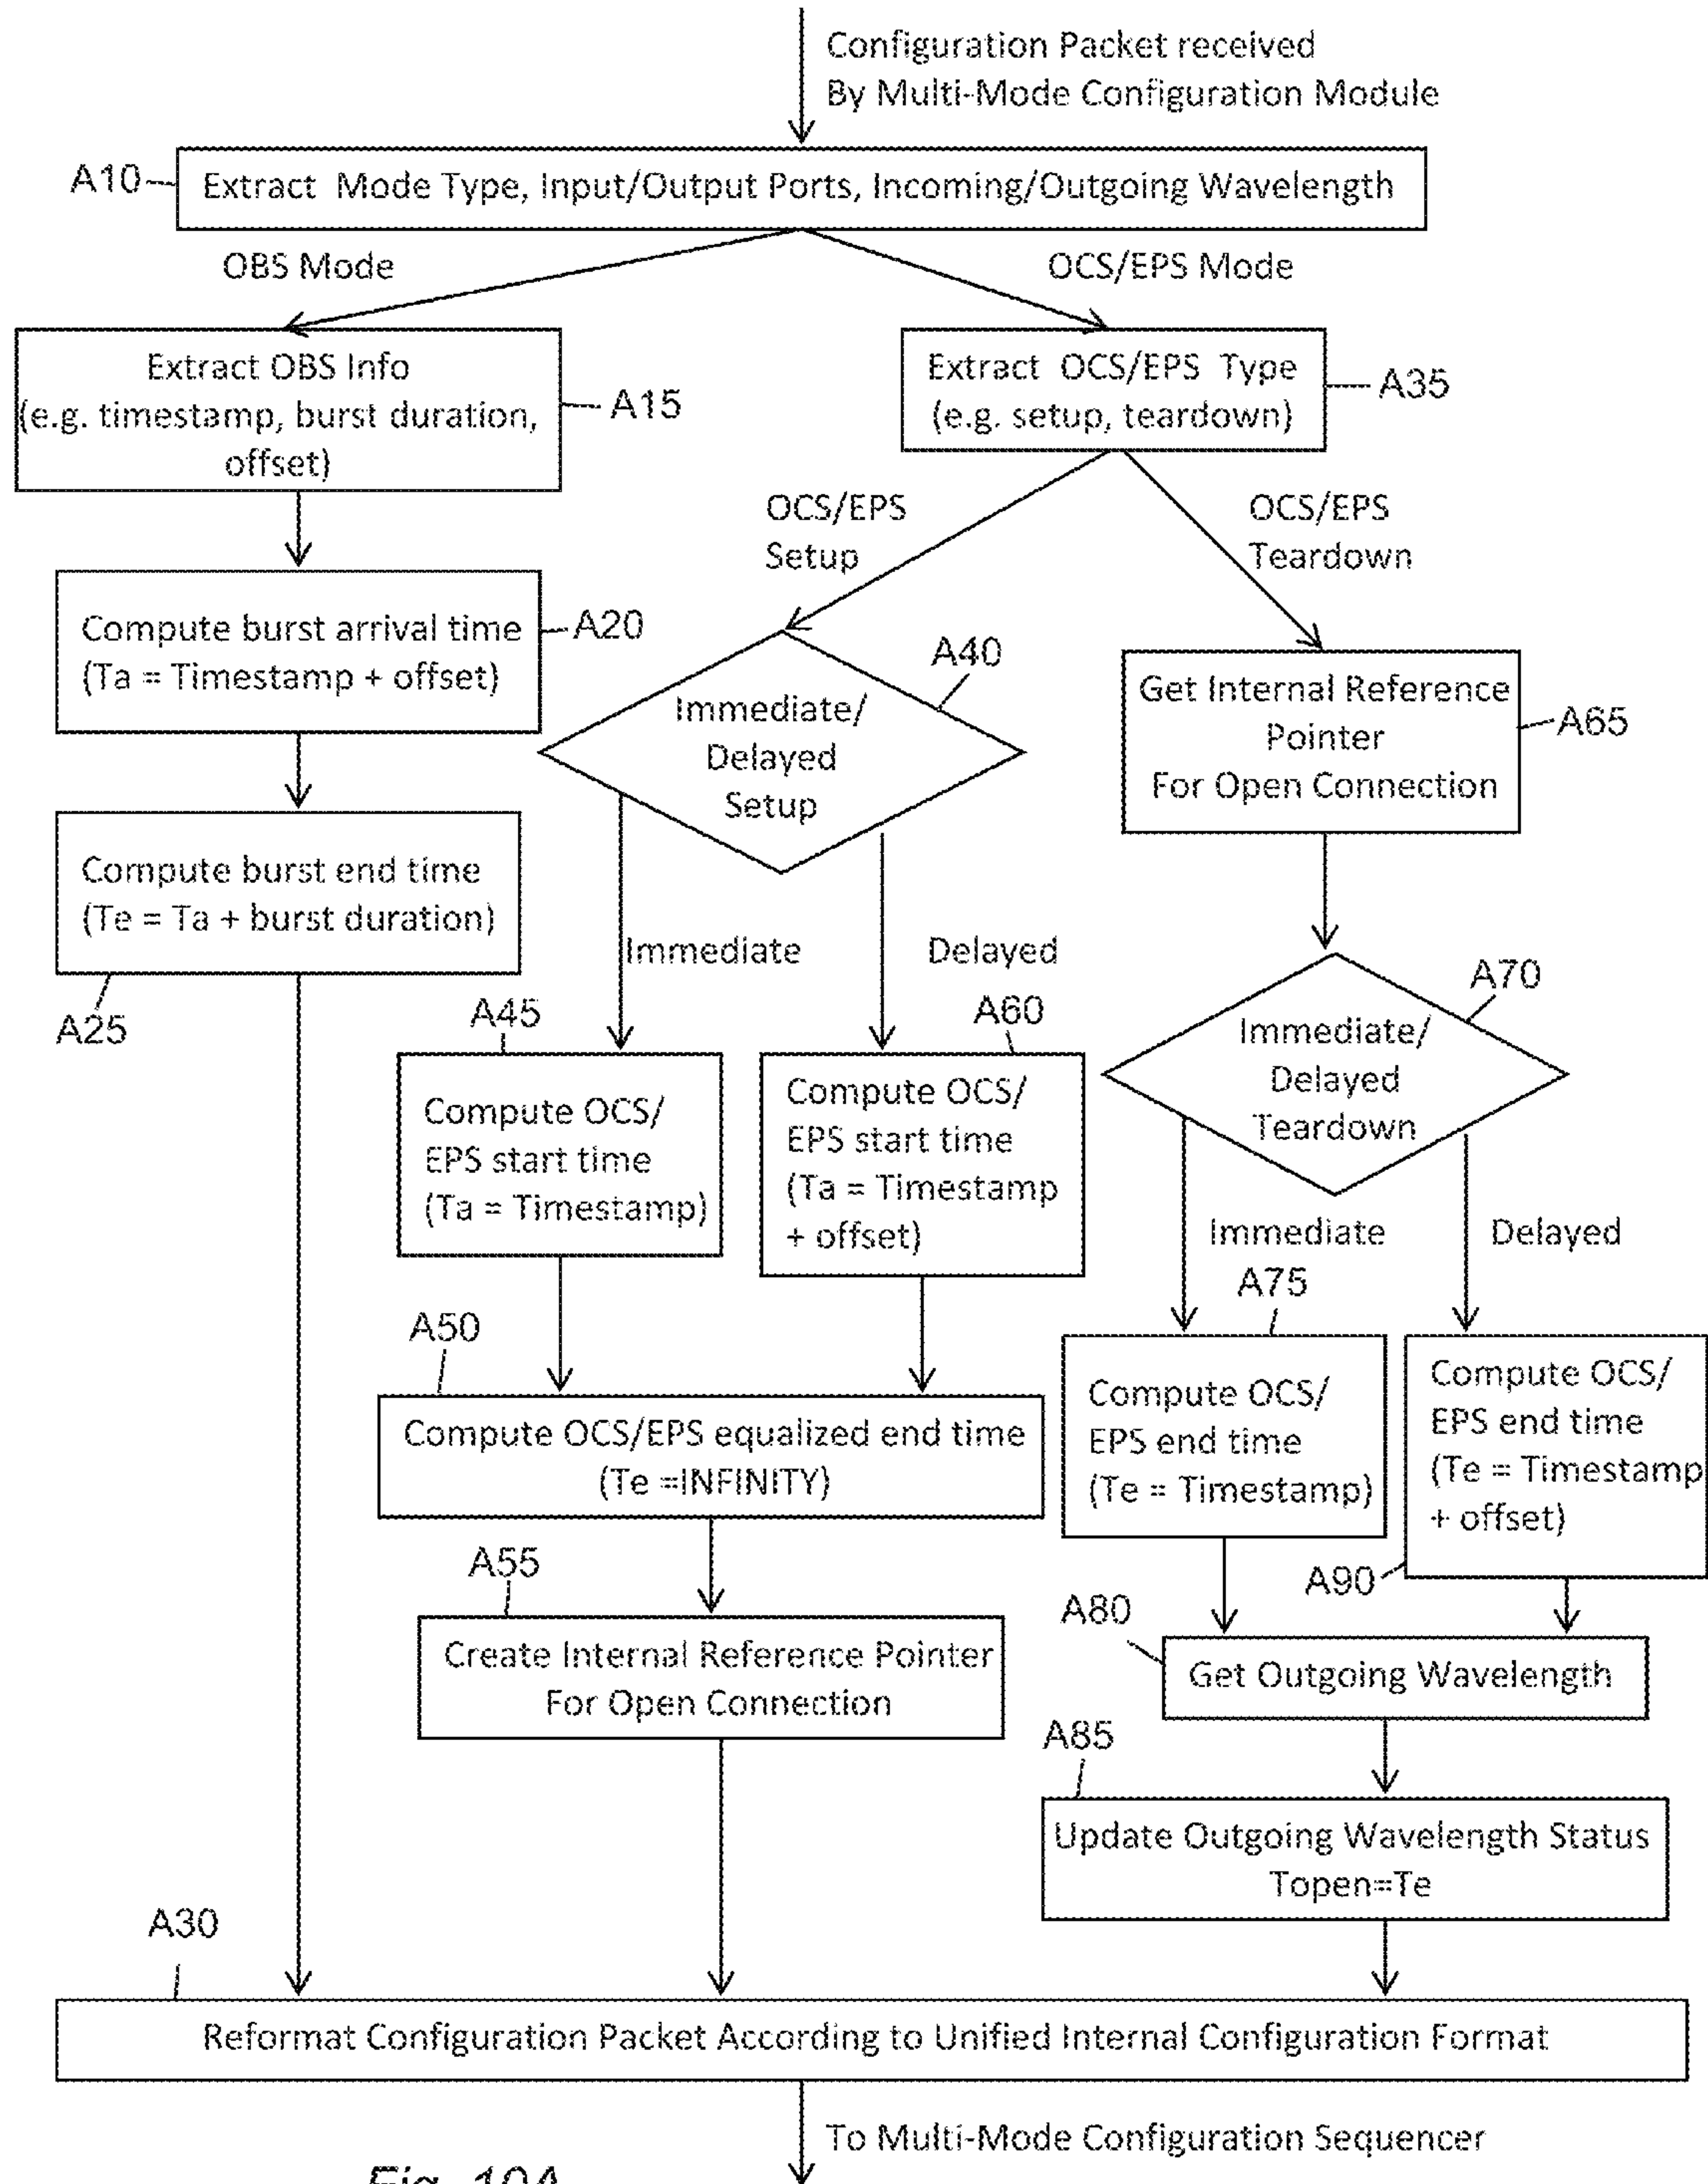 Configuration Packet received
By Multi-Mode Configuration Module
A10
Extract Mode Type, Input/Output Ports, Incoming/Outgoing Wavelength
OBS Mode
OCS/EPS Mode
Extract OBS Info
(e.g. timestamp, burst duration,
offset)
A15
Extract OCS/EPS Type
(e.g. setup, teardown)
A35
OCS/EPS
Setup
OCS/EPS
Teardown
Compute burst arrival time
(Ta = Timestamp + offset)
A20
Immediate/
Delayed
Setup
A40
Get Internal Reference
Pointer
For Open Connection
A65
Compute burst end time
(Te = Ta + burst duration)
A25
Immediate
Delayed
A45
Compute OCS/
EPS start time
(Ta = Timestamp)
A60
Compute OCS/
EPS start time
(Ta = Timestamp
+ offset)
A70
Immediate/
Delayed
Teardown
Immediate
Delayed
A50
Compute OCS/EPS equalized end time
(Te =INFINITY)
A75
Compute OCS/
EPS end time
(Te = Timestamp)
Compute OCS/
EPS end time
(Te = Timestamp
+ offset)
A90
A55
Create Internal Reference Pointer
For Open Connection
A80
Get Outgoing Wavelength
A85
Update Outgoing Wavelength Status
Topen=Te
A30
Reformat Configuration Packet According to Unified Internal Configuration Format
To Multi-Mode Configuration Sequencer
Fig. 10A